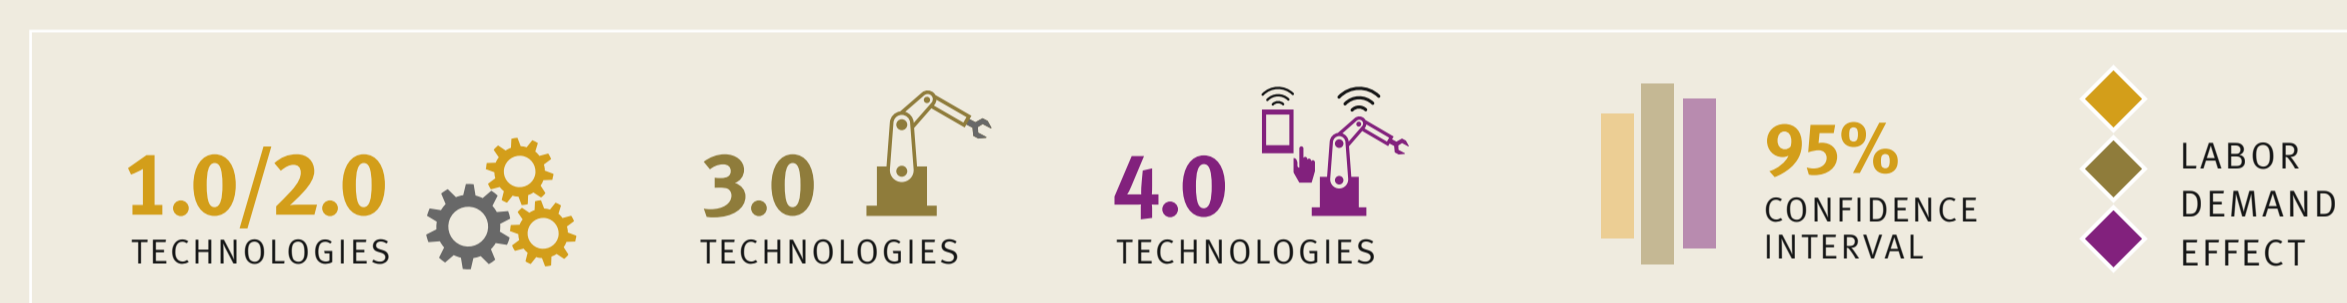 1.0/2.0
TECHNOLOGIES
3.0
TECHNOLOGIES
4.0
TECHNOLOGIES
95%
CONFIDENCE
INTERVAL
LABOR
DEMAND
EFFECT